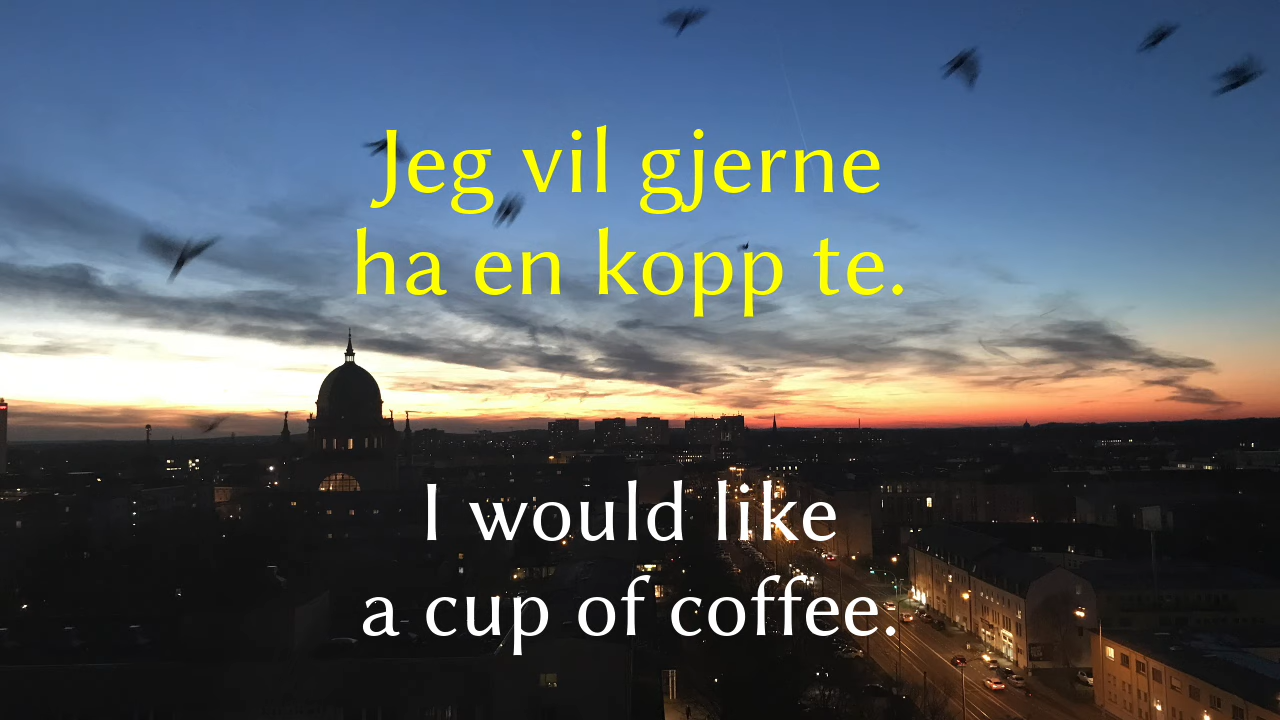 Jeg vil gjerne
ha en kopp te.
I would like
a cup of coffee.